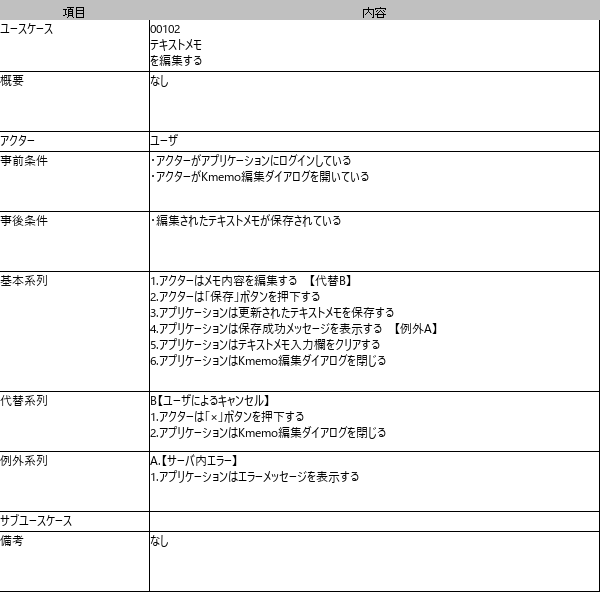 項目 内容
ユースケース 00102
テキストメモ
を編集する
概要 なし
アクター ユーザ
事前条件 ・アクターがアプリケーションにログインしている
・アクターがKmemo編集ダイアログを開いている
事後条件 ・編集されたテキストメモが保存されている
基本系列 1.アクターはメモ内容を編集する 【代替B】
2.アクターは「保存」ボタンを押下する
3.アプリケーションは更新されたテキストメモを保存する
4.アプリケーションは保存成功メッセージを表示する 【例外A】
5.アプリケーションはテキストメモ入力欄をクリアする
6.アプリケーションはKmemo編集ダイアログを閉じる
代替系列 B【ユーザによるキャンセル】
1.アクターは「×」ボタンを押下する
2.アプリケーションはKmemo編集ダイアログを閉じる
例外系列 A.【サーバ内エラー】
1.アプリケーションはエラーメッセージを表示する
サブユースケース
備考 なし